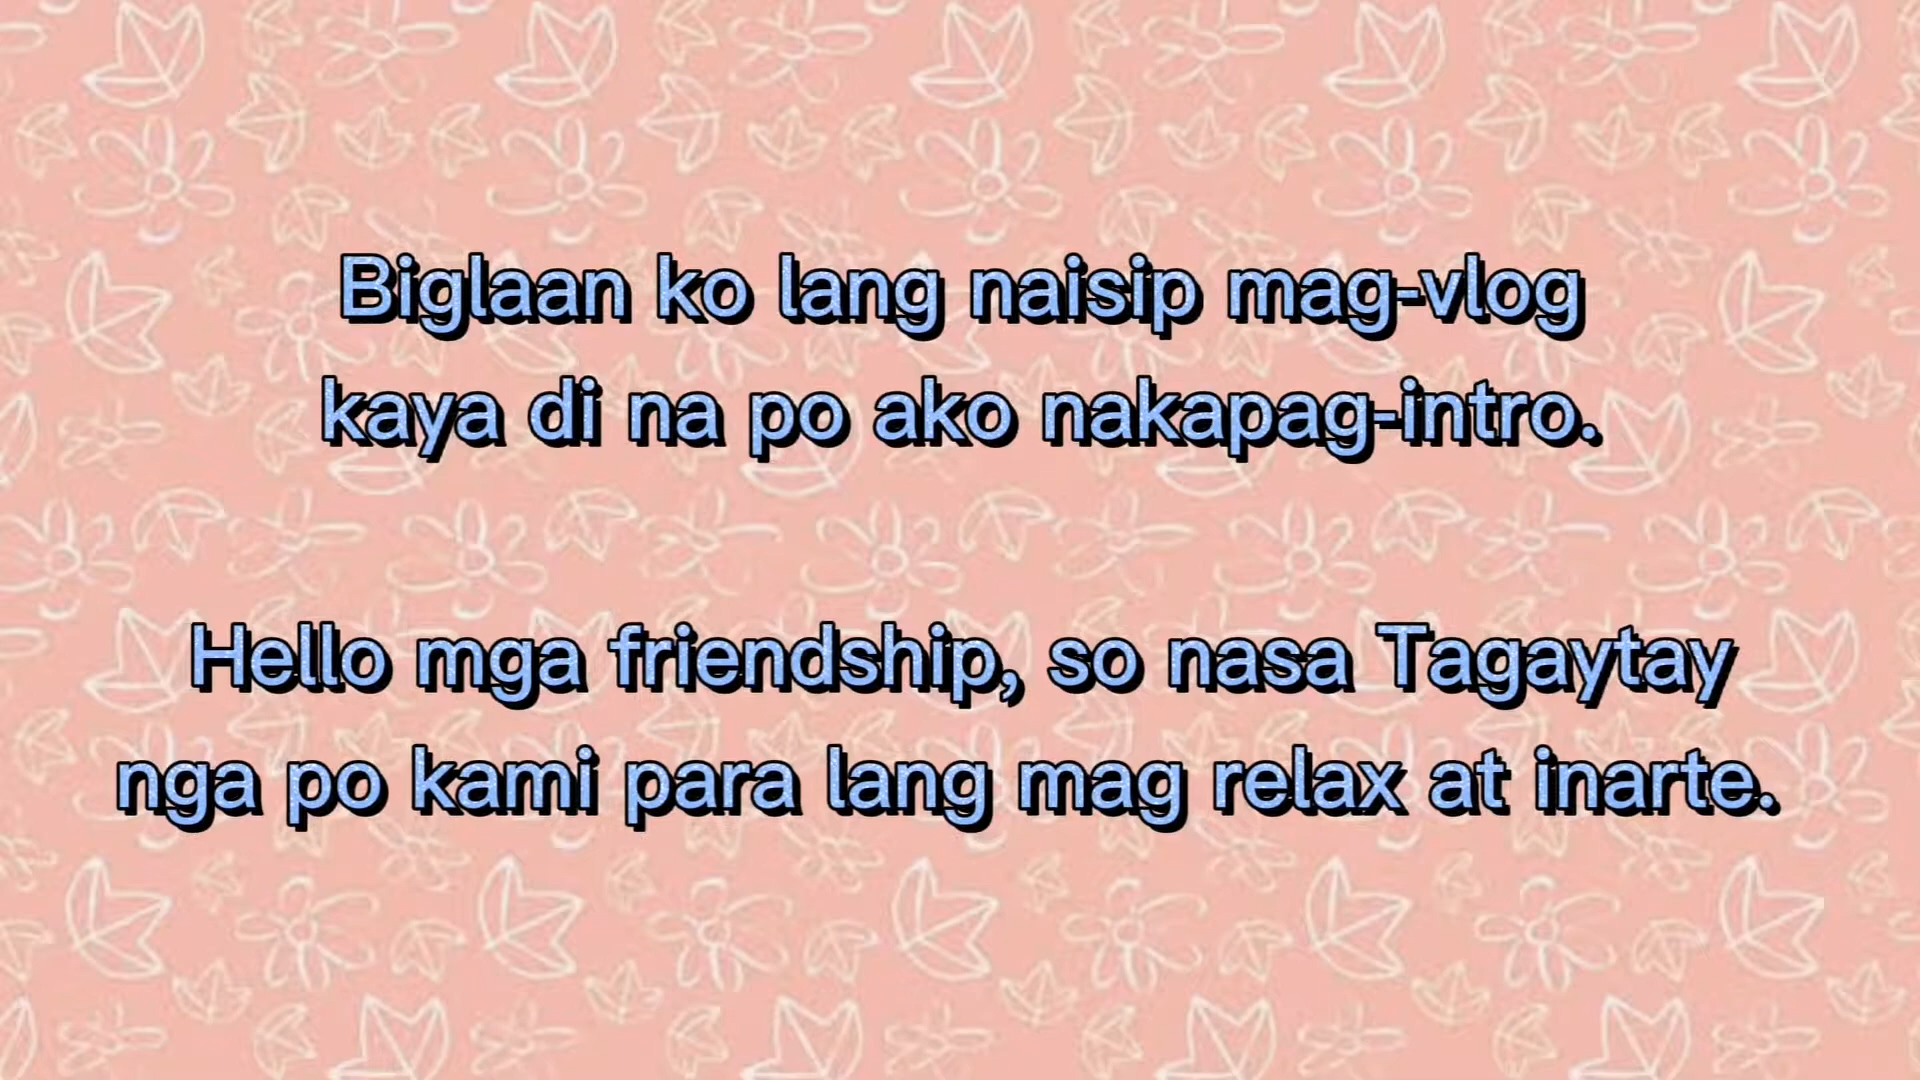 Biglaan ko lang naisip mag-vlog
kaya di na po ako nakapag-intro.
Hello mga friendship, so nasa Tagaytay
nga po kami para lang mag relax at inarte.